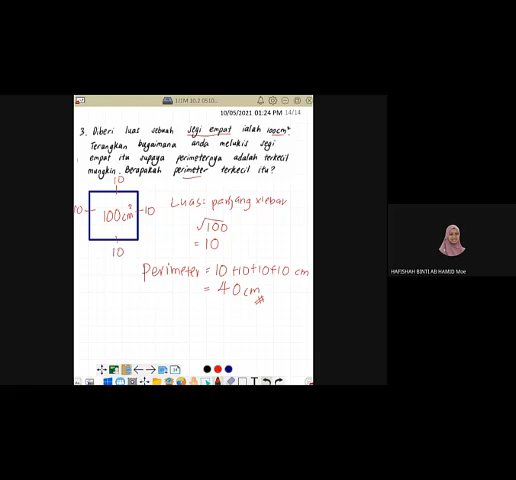 1I1M 10.2 0510...
10/05/2021 01:24 PM 14/14
3. Diberi luas sebuah segi empat ialah 100cm².
Terangkan bagaimana anda melukis segi
empat itu supaya perimeternya adalah terkecil
mungkin. Berapakah perimeter terkecil itu?
10
Luas: panjang x lebar
10 100cm² 10
√100
= 10
10
Perimeter = 10+10+10+10 cm
= 40 cm
HAFISHAH BINTI AB HAMID Moe